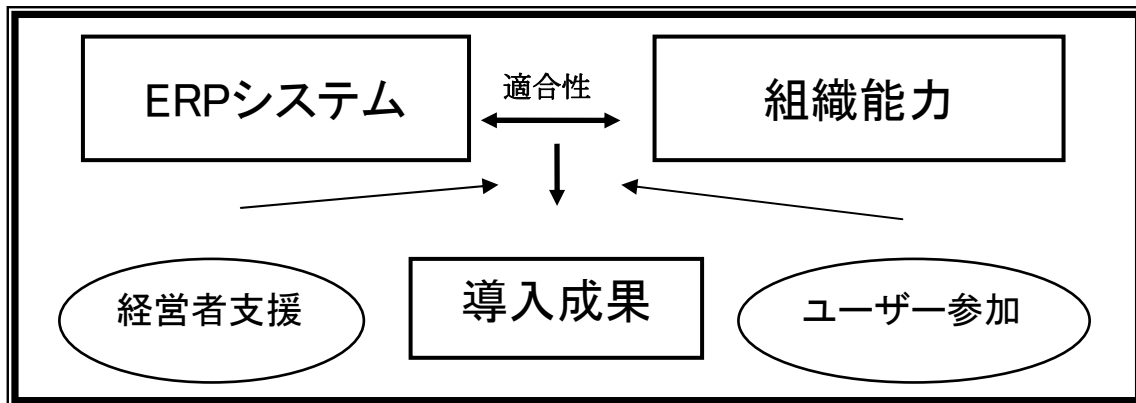 ERPシステム
適合性
組織能力
経営者支援
導入成果
ユーザー参加